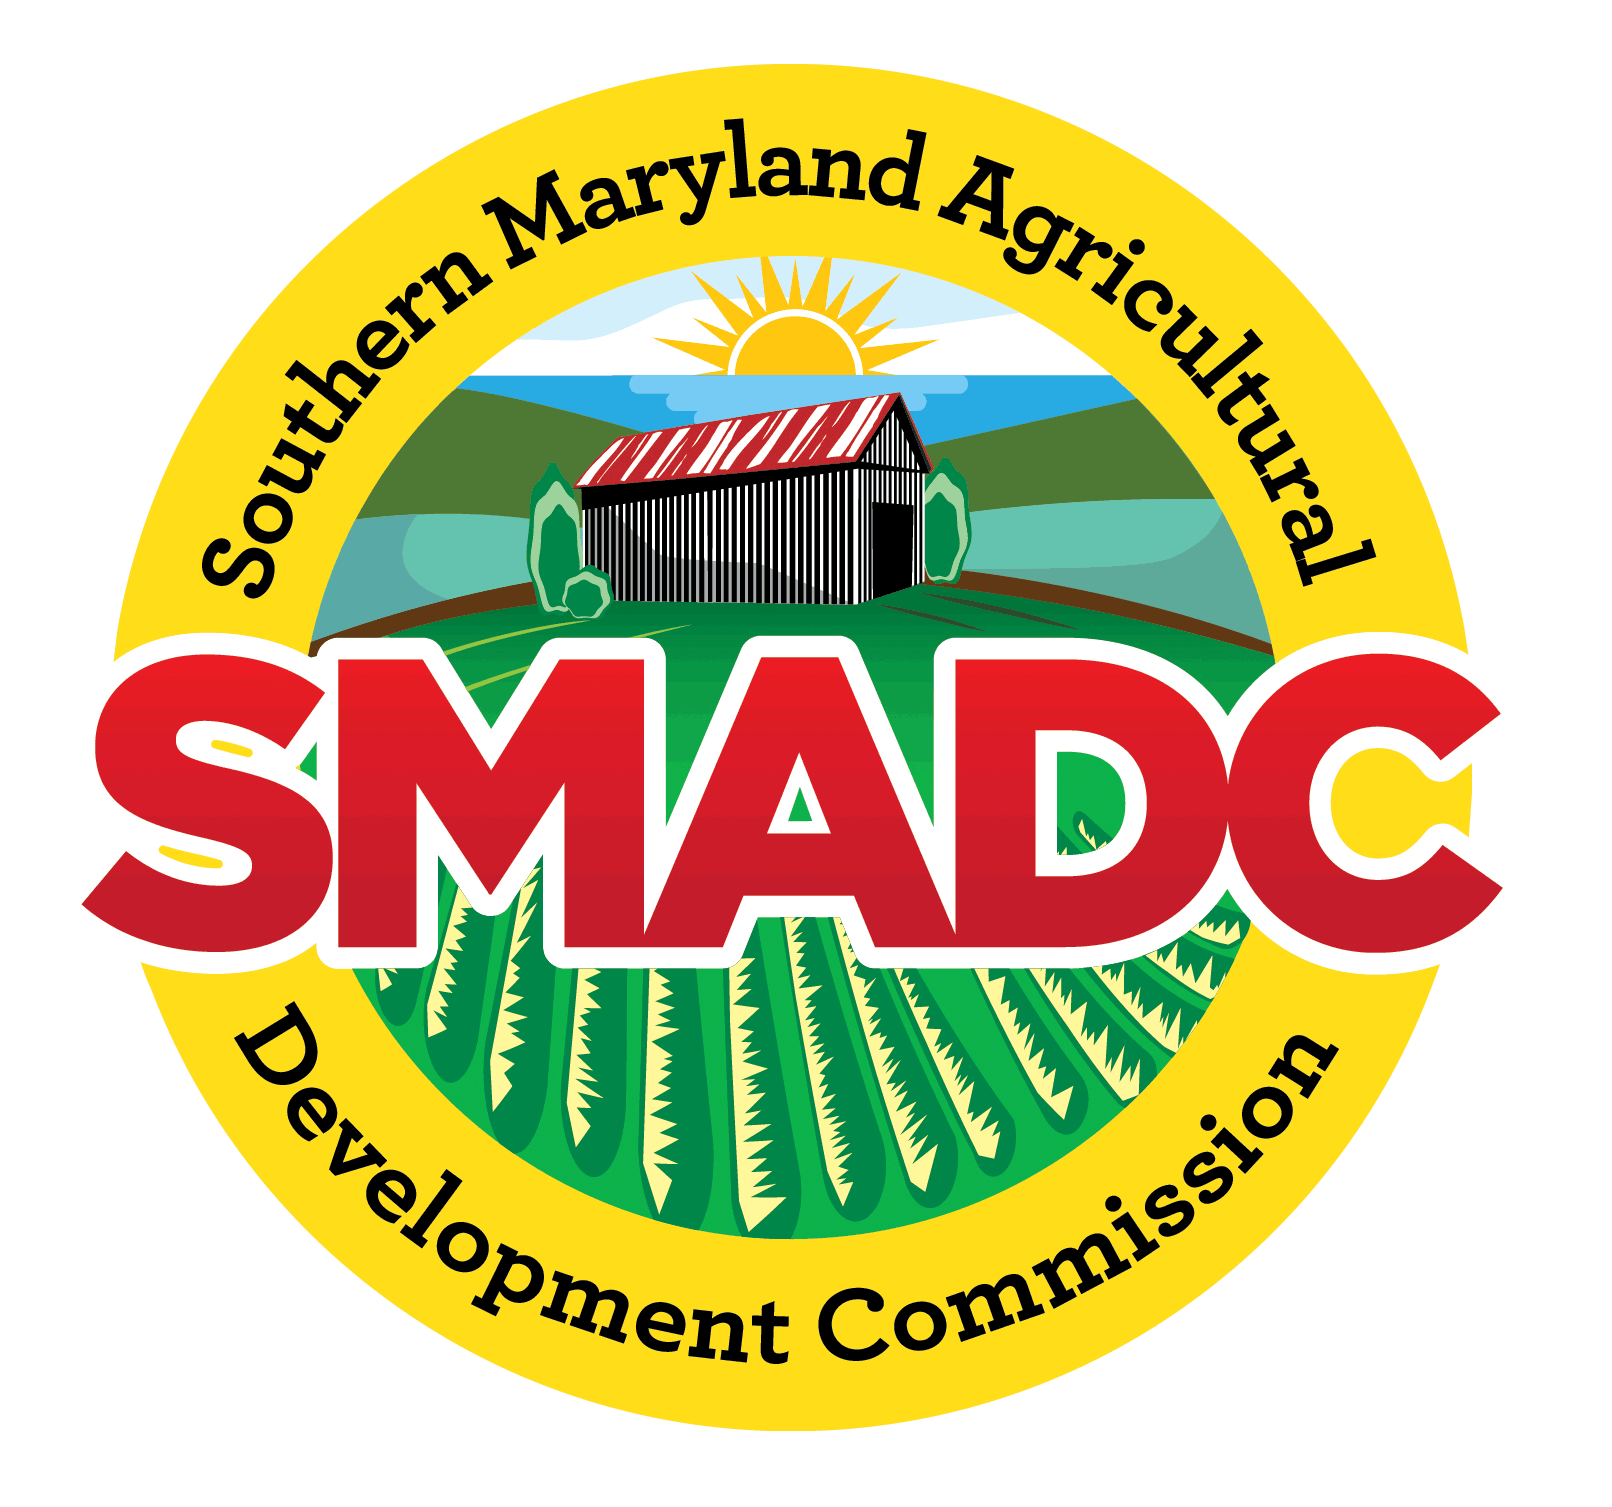 Southern Maryland Agricultural
SMADC
Development Commission